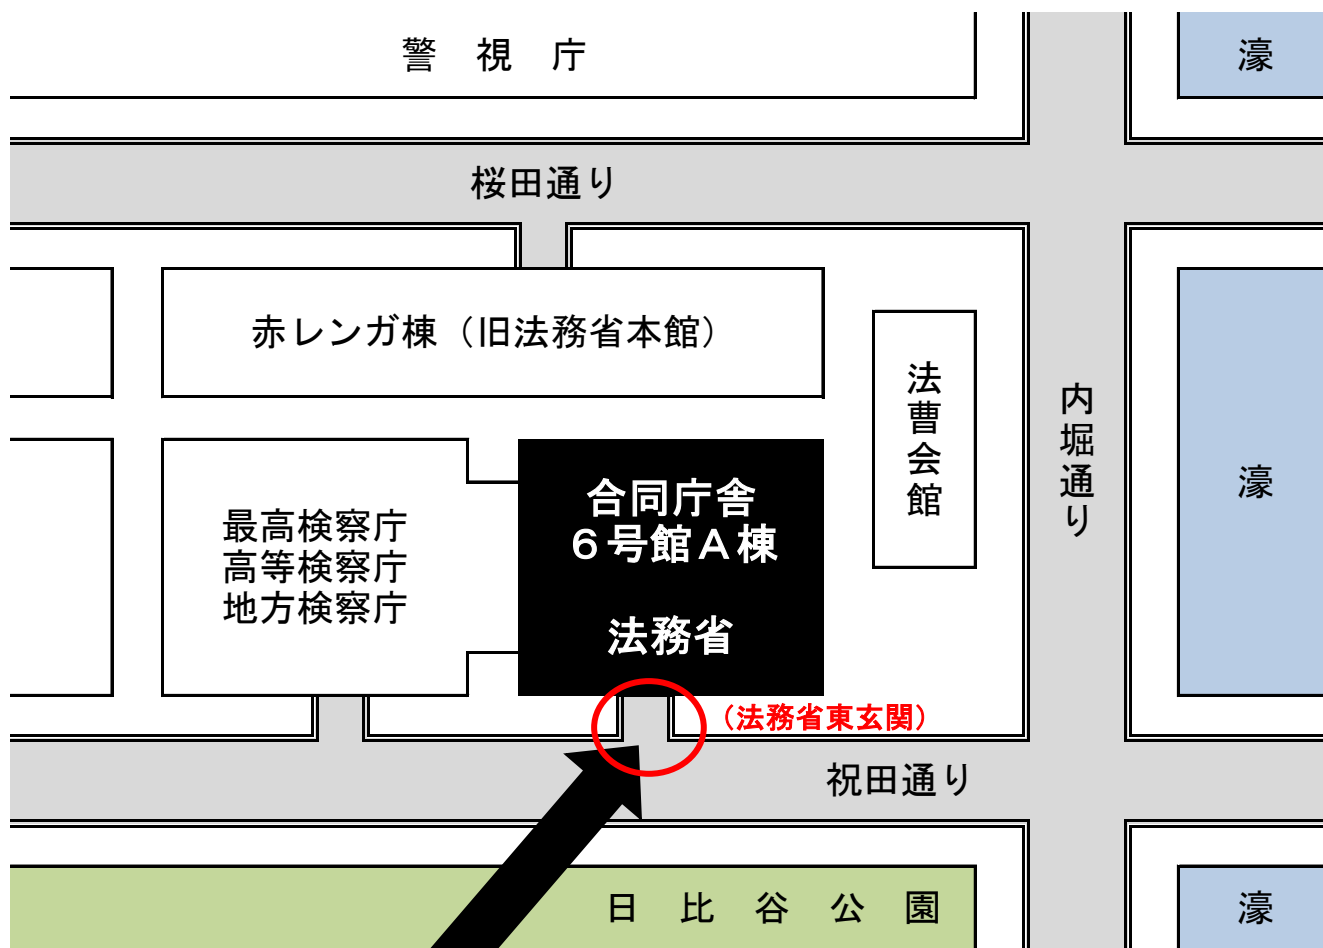 警視庁
濠
桜田通り
赤レンガ棟（旧法務省本館）
法曹会館
内堀通り
濠
最高検察庁
高等検察庁
地方検察庁
合同庁舎
６号館Ａ棟
法務省
（法務省東玄関）
祝田通り
日比谷公園
濠